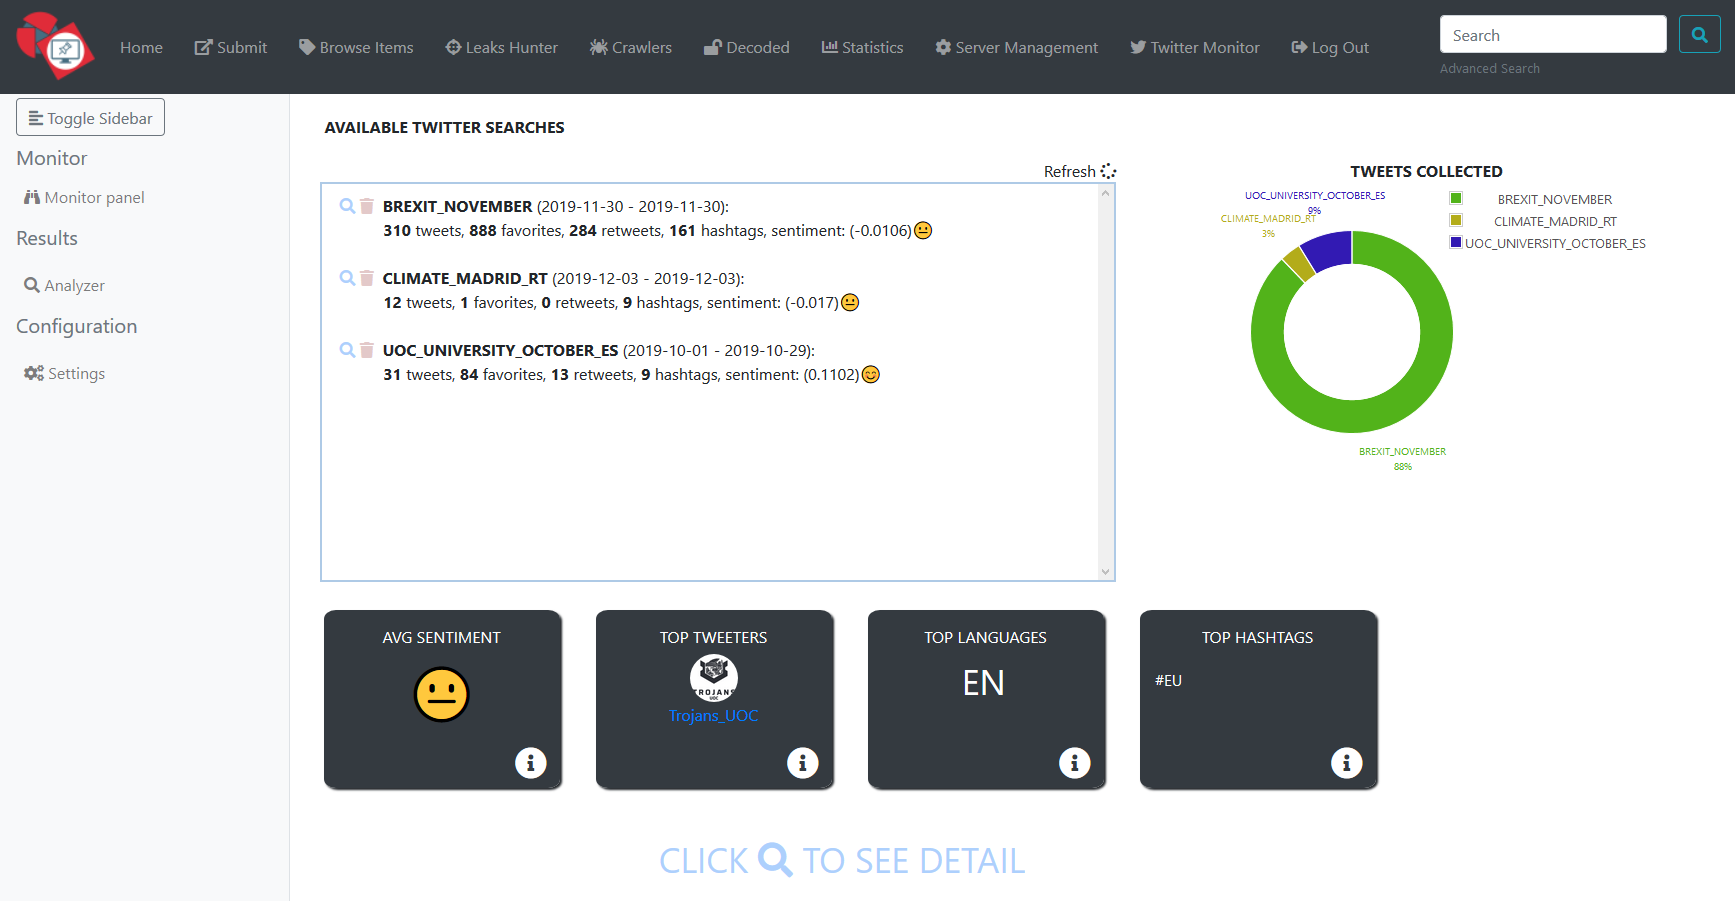 Home Submit Browse Items Leaks Hunter Crawlers Decoded Statistics Server Management Twitter Monitor Log Out
Search
Advanced Search
Toggle Sidebar
Monitor
Monitor panel
Results
Analyzer
Configuration
Settings
AVAILABLE TWITTER SEARCHES
Refresh
BREXIT_NOVEMBER (2019-11-30 - 2019-11-30):
310 tweets, 888 favorites, 284 retweets, 161 hashtags, sentiment: (-0.0106)
CLIMATE_MADRID_RT (2019-12-03 - 2019-12-03):
12 tweets, 1 favorites, 0 retweets, 9 hashtags, sentiment: (-0.017)
UOC_UNIVERSITY_OCTOBER_ES (2019-10-01 - 2019-10-29):
31 tweets, 84 favorites, 13 retweets, 9 hashtags, sentiment: (0.1102)
TWEETS COLLECTED
UOC_UNIVERSITY_OCTOBER_ES
9%
CLIMATE_MADRID_RT
3%
BREXIT_NOVEMBER
88%
BREXIT_NOVEMBER
CLIMATE_MADRID_RT
UOC_UNIVERSITY_OCTOBER_ES
AVG SENTIMENT
TOP TWEETERS
TROJANS
UOC
Trojans_UOC
TOP LANGUAGES
EN
TOP HASHTAGS
#EU
CLICK TO SEE DETAIL